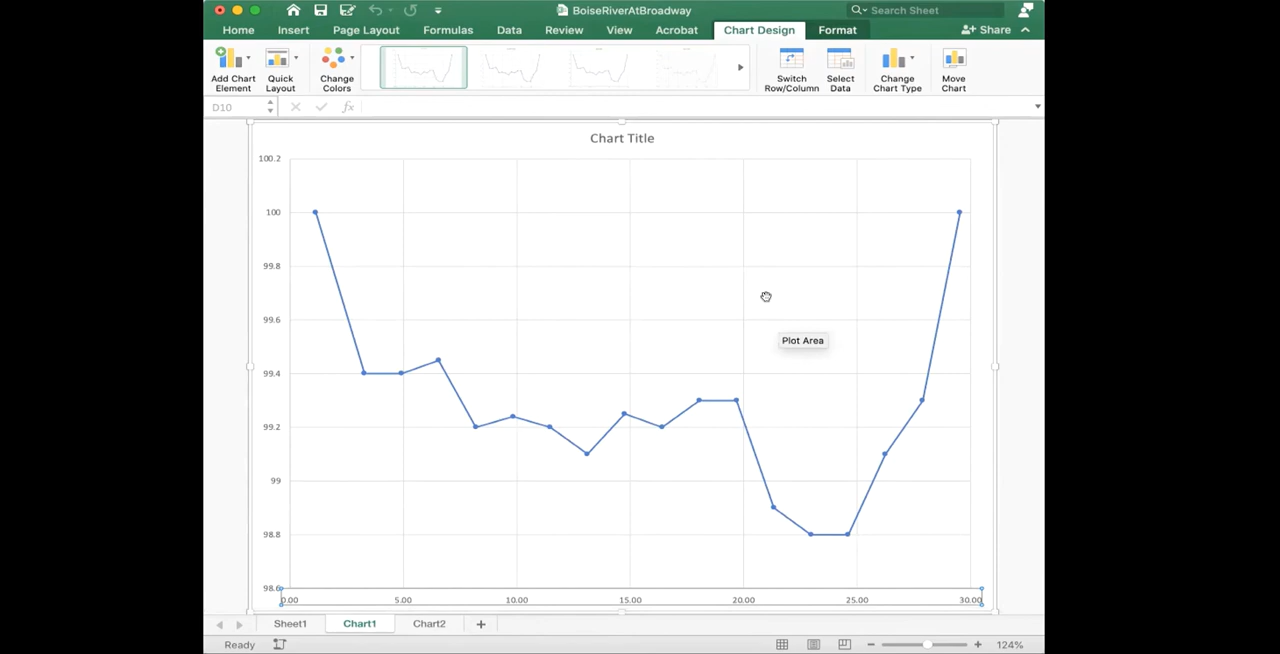 BoiseRiverAtBroadway
Search Sheet
Home Insert Page Layout Formulas Data Review View Acrobat Chart Design Format Share
Add Chart Element
Quick Layout
Change Colors
Switch Row/Column
Select Data
Change Chart Type
Move Chart
D10
fx
Chart Title
100.2
100
99.8
99.6
Plot Area
99.4
99.2
99
98.8
98.6
0.00 5.00 10.00 15.00 20.00 25.00 30.00
Sheet1 Chart1 Chart2 +
Ready
124%